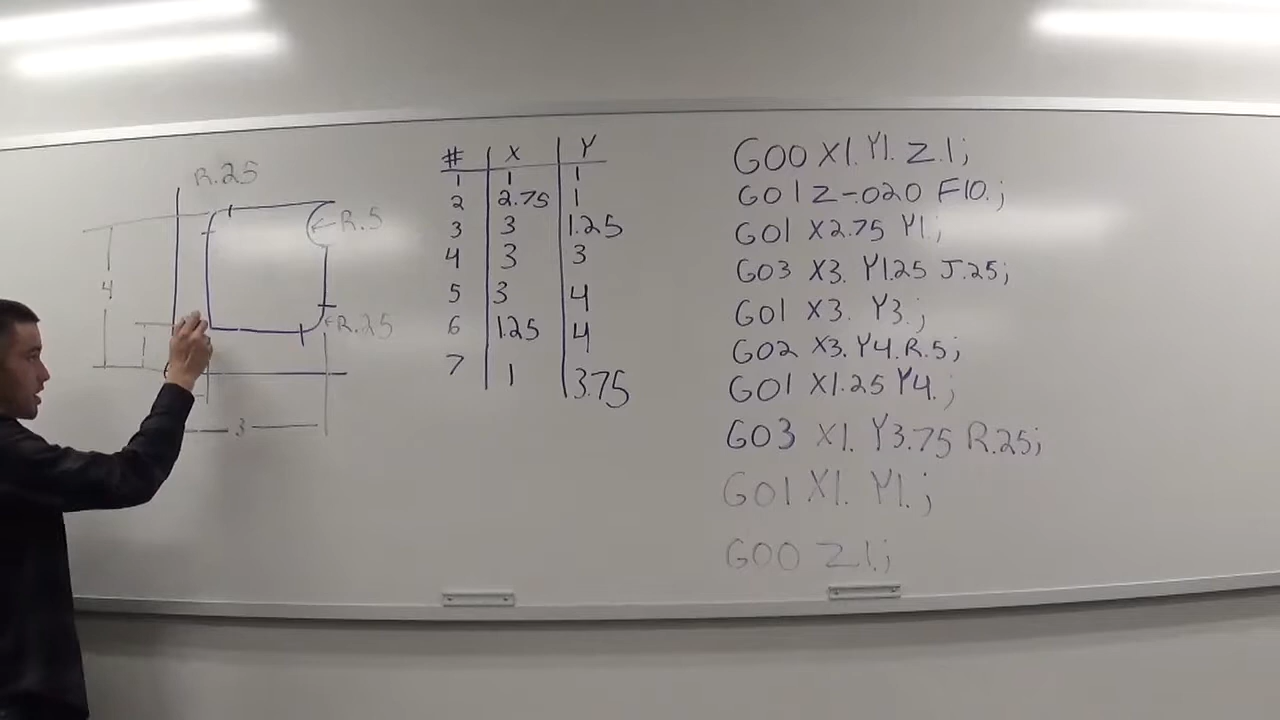 R.25
R.5
4
R.25
3
# X Y
1 1 1
2 2.75 1
3 3 1.25
4 3 3
5 3 4
6 1.25 4
7 1 3.75
G00 X1. Y1. Z.1;
G01 Z-.020 F10.;
G01 X2.75 Y1.;
G03 X3. Y1.25 J.25;
G01 X3. Y3.;
G02 X3. Y4. R.5;
G01 X1.25 Y4.;
G03 X1. Y3.75 R.25;
G01 X1. Y1.;
G00 Z1.;